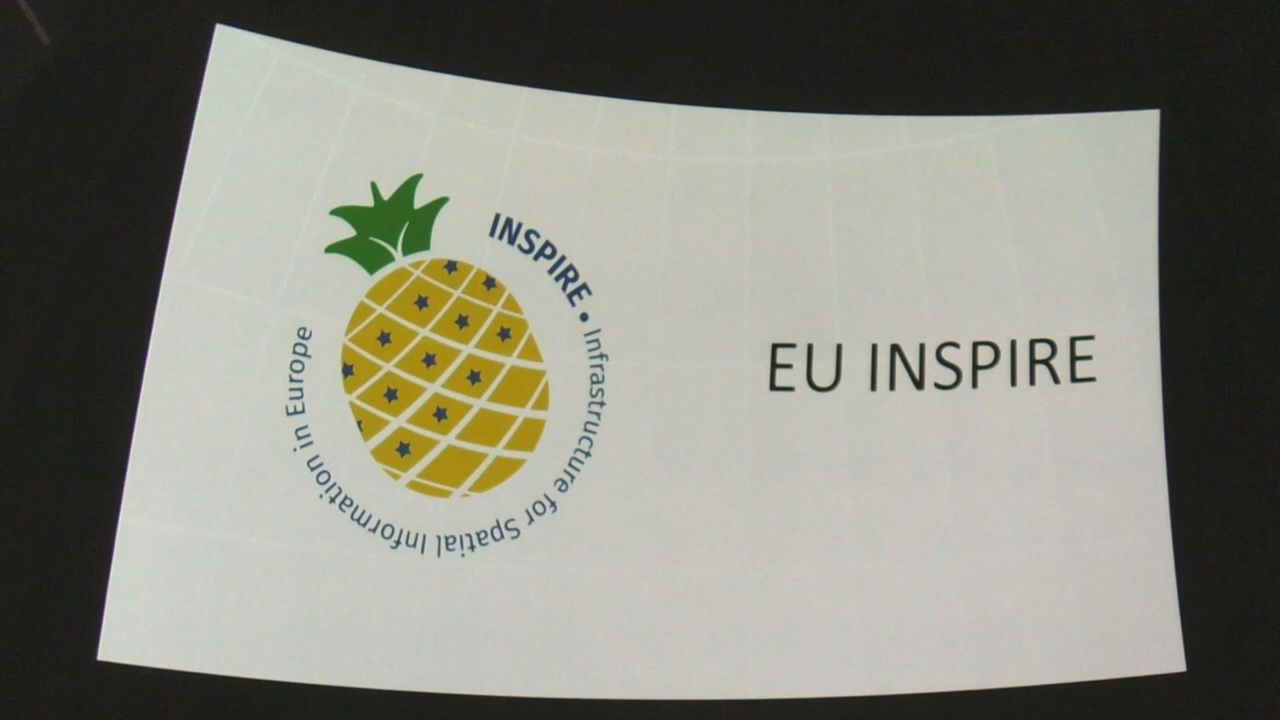 INSPIRE • Infrastructure for Spatial Information in Europe
EU INSPIRE